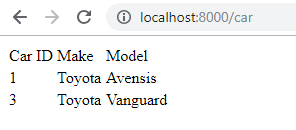 localhost:8000/car
Car ID Make Model
1 Toyota Avensis
3 Toyota Vanguard